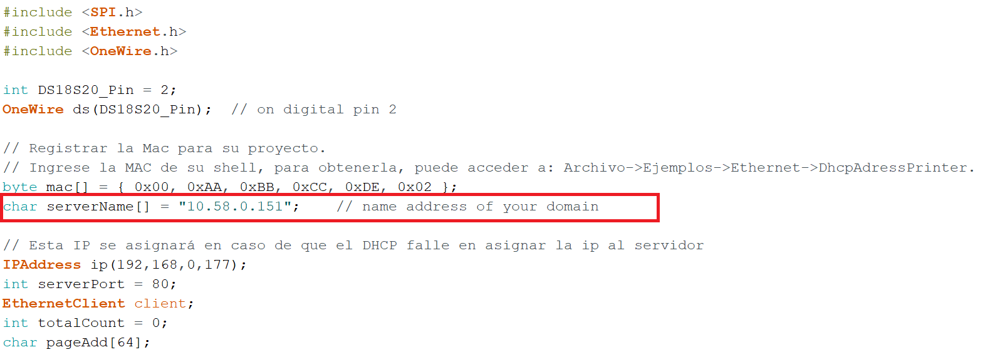 #include <SPI.h>
#include <Ethernet.h>
#include <OneWire.h>
int DS18S20_Pin = 2;
OneWire ds(DS18S20_Pin);  // on digital pin 2
// Registrar la Mac para su proyecto.
// Ingrese la MAC de su shell, para obtenerla, puede acceder a: Archivo->Ejemplos->Ethernet->DhcpAdressPrinter.
byte mac[] = { 0x00, 0xAA, 0xBB, 0xCC, 0xDE, 0x02 };
char serverName[] = "10.58.0.151";    // name address of your domain
// Esta IP se asignará en caso de que el DHCP falle en asignar la ip al servidor
IPAddress ip(192,168,0,177);
int serverPort = 80;
EthernetClient client;
int totalCount = 0;
char pageAdd[64];